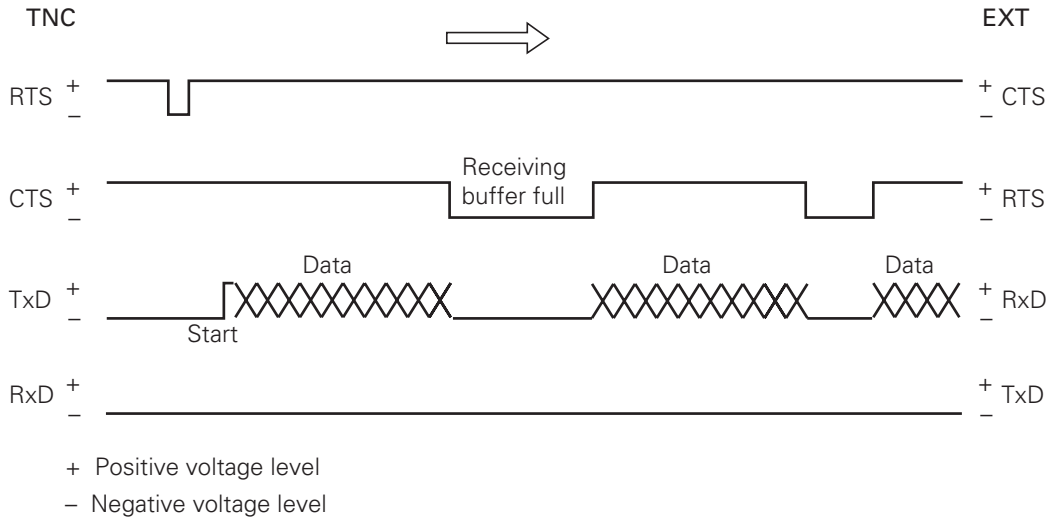 TNC EXT
RTS + – + – CTS
CTS + – Receiving buffer full + – RTS
Data Data Data
TxD + – + – RxD
Start
RxD + – + – TxD
+ Positive voltage level
– Negative voltage level